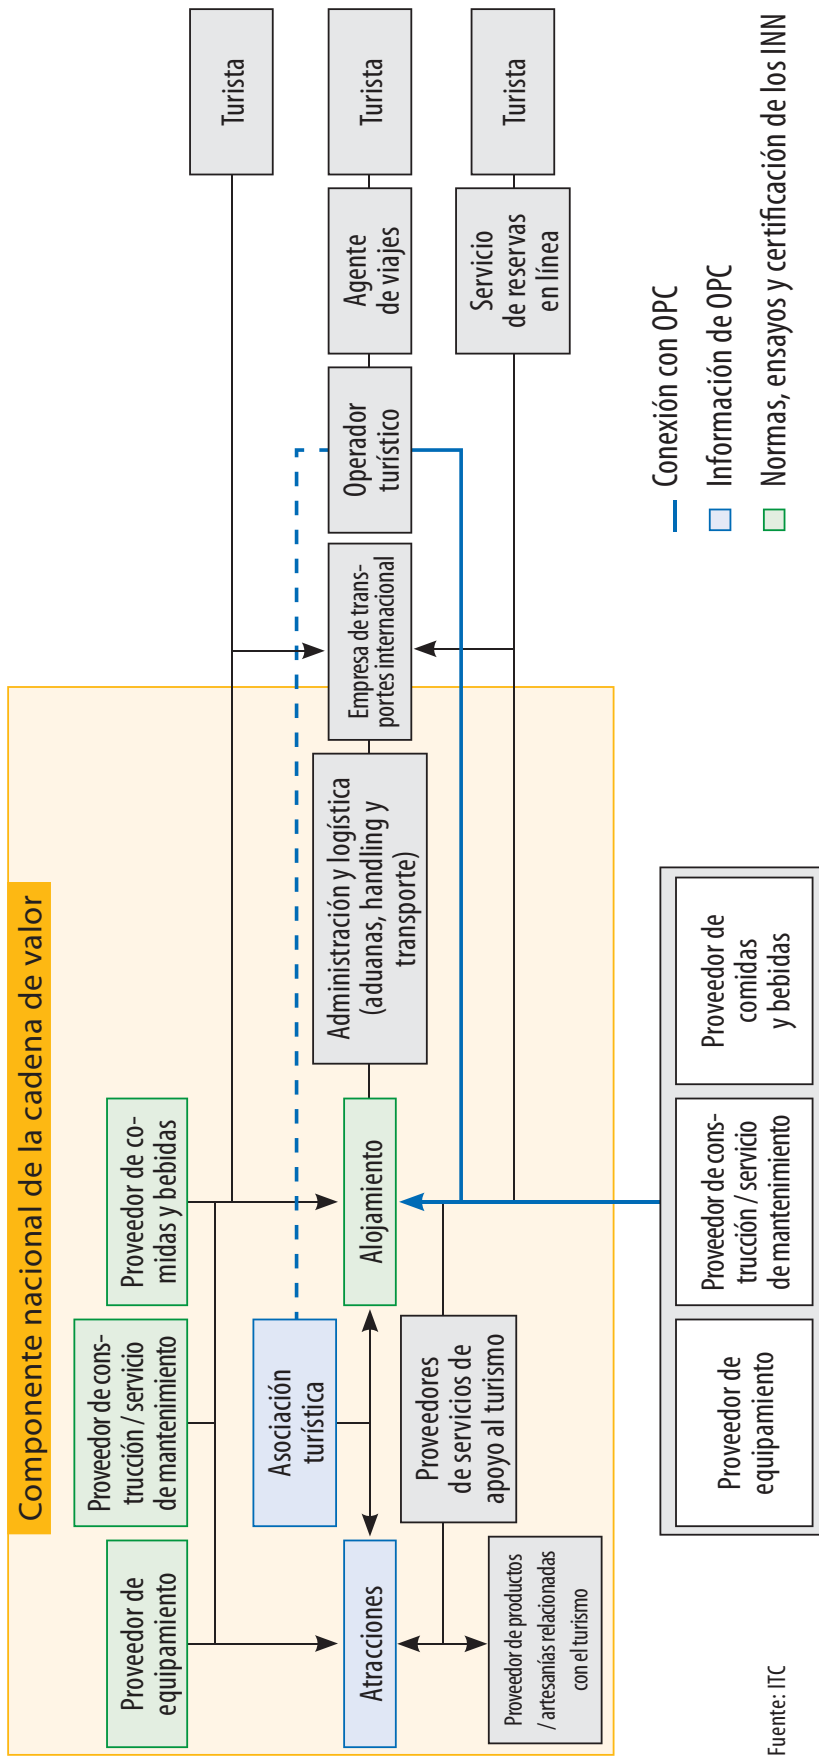 Componente nacional de la cadena de valor
Proveedor de
equipamiento
Proveedor de cons-
trucción / servicio
de mantenimiento
Proveedor de co-
midas y bebidas
Turista
Asociación
turística
Atracciones
Alojamiento
Administración y logística
(aduanas, handling y
transporte)
Empresa de trans-
portes internacional
Operador
turístico
Agente
de viajes
Turista
Proveedores
de servicios de
apoyo al turismo
Proveedor de productos
/ artesanías relacionadas
con el turismo
Servicio
de reservas
en línea
Turista
Proveedor de
equipamiento
Proveedor de cons-
trucción / servicio
de mantenimiento
Proveedor de
comidas
y bebidas
Conexión con OPC
Información de OPC
Normas, ensayos y certificación de los INN
Fuente: ITC